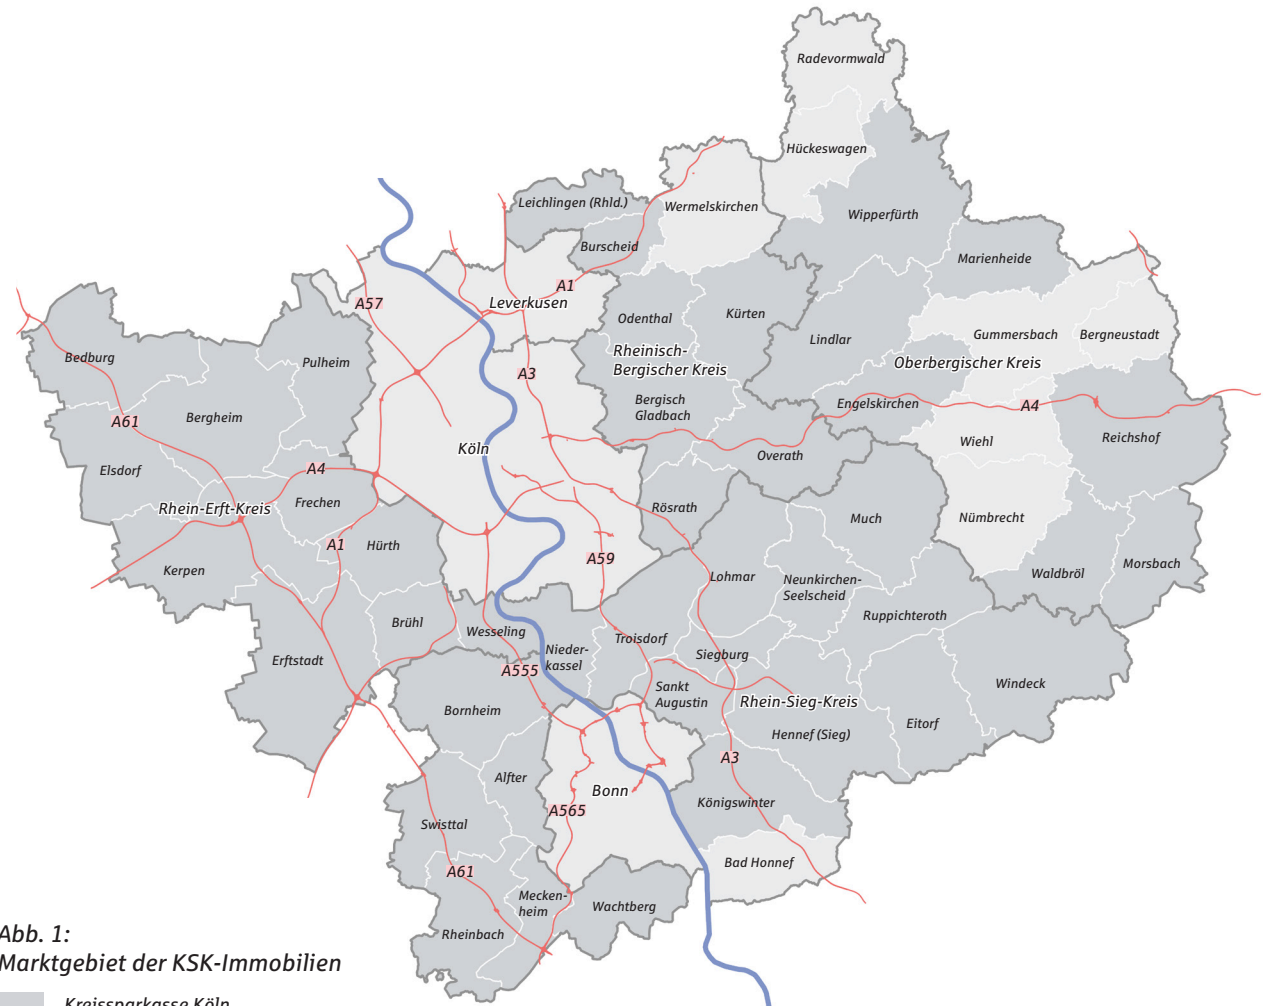 Radevormwald
Hückeswagen
Leichlingen (Rhld.)
Wermelskirchen
Wipperfürth
Burscheid
Marienheide
A1
A57
Leverkusen
Odenthal
Kürten
Gummersbach
Bergneustadt
Lindlar
Bedburg
Pulheim
Rheinisch-
Bergischer Kreis
Oberbergischer Kreis
A3
Bergisch
Gladbach
Engelskirchen
A4
Bergheim
A61
Reichshof
Wiehl
Köln
Overath
Elsdorf
A4
Frechen
Rhein-Erft-Kreis
Rösrath
Much
Nümbrecht
A1
Hürth
A59
Kerpen
Lohmar
Neunkirchen-
Seelscheid
Waldbröl
Morsbach
Ruppichteroth
Brühl
Wesseling
Troisdorf
Nieder-
kassel
Siegburg
Erftstadt
A555
Sankt
Augustin
Rhein-Sieg-Kreis
Windeck
Bornheim
Eitorf
Hennef (Sieg)
A3
Alfter
Bonn
Königswinter
A565
Swisttal
Bad Honnef
A61
Mecken-
heim
Wachtberg
Rheinbach
Abb. 1:
Marktgebiet der KSK-Immobilien
Kreissparkasse Köln